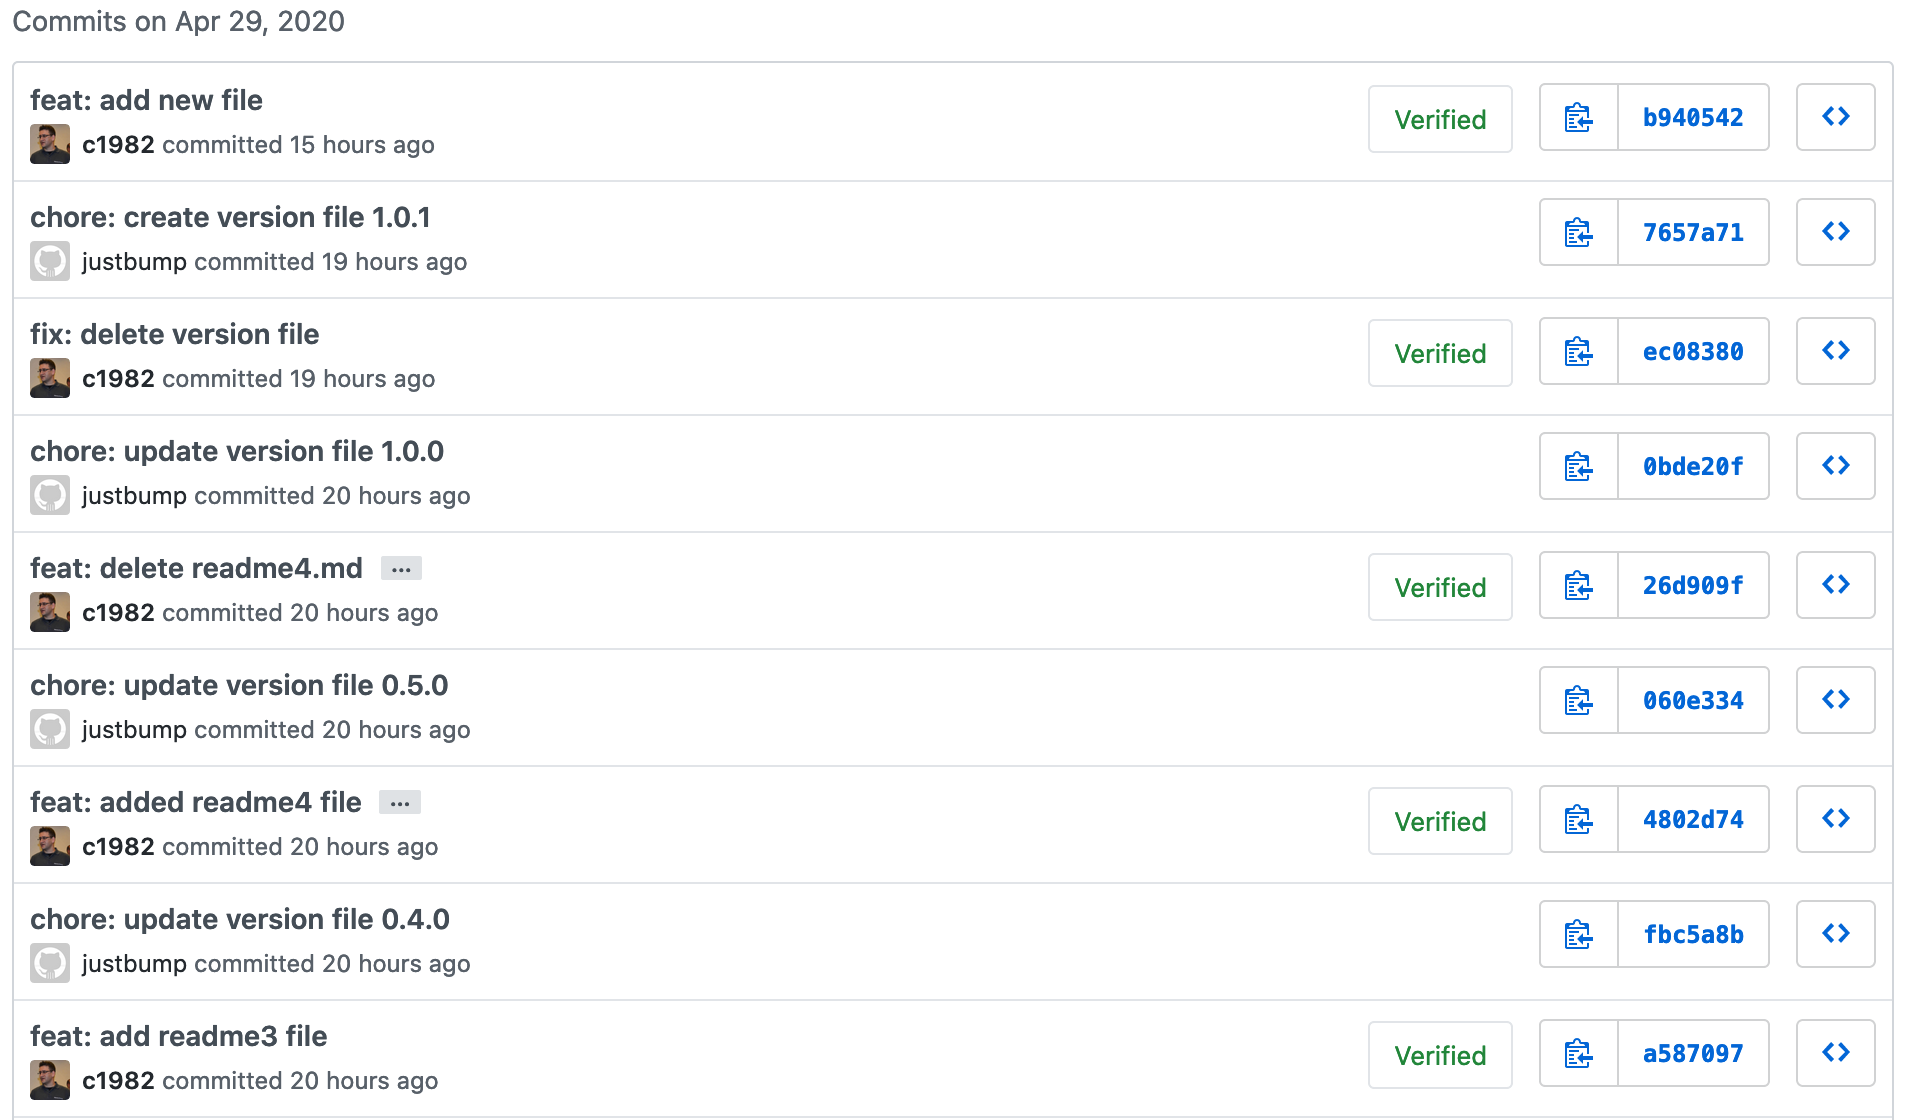 Commits on Apr 29, 2020
feat: add new file
c1982 committed 15 hours ago
Verified
b940542
chore: create version file 1.0.1
justbump committed 19 hours ago
7657a71
fix: delete version file
c1982 committed 19 hours ago
Verified
ec08380
chore: update version file 1.0.0
justbump committed 20 hours ago
0bde20f
feat: delete readme4.md ...
c1982 committed 20 hours ago
Verified
26d909f
chore: update version file 0.5.0
justbump committed 20 hours ago
060e334
feat: added readme4 file ...
c1982 committed 20 hours ago
Verified
4802d74
chore: update version file 0.4.0
justbump committed 20 hours ago
fbc5a8b
feat: add readme3 file
c1982 committed 20 hours ago
Verified
a587097